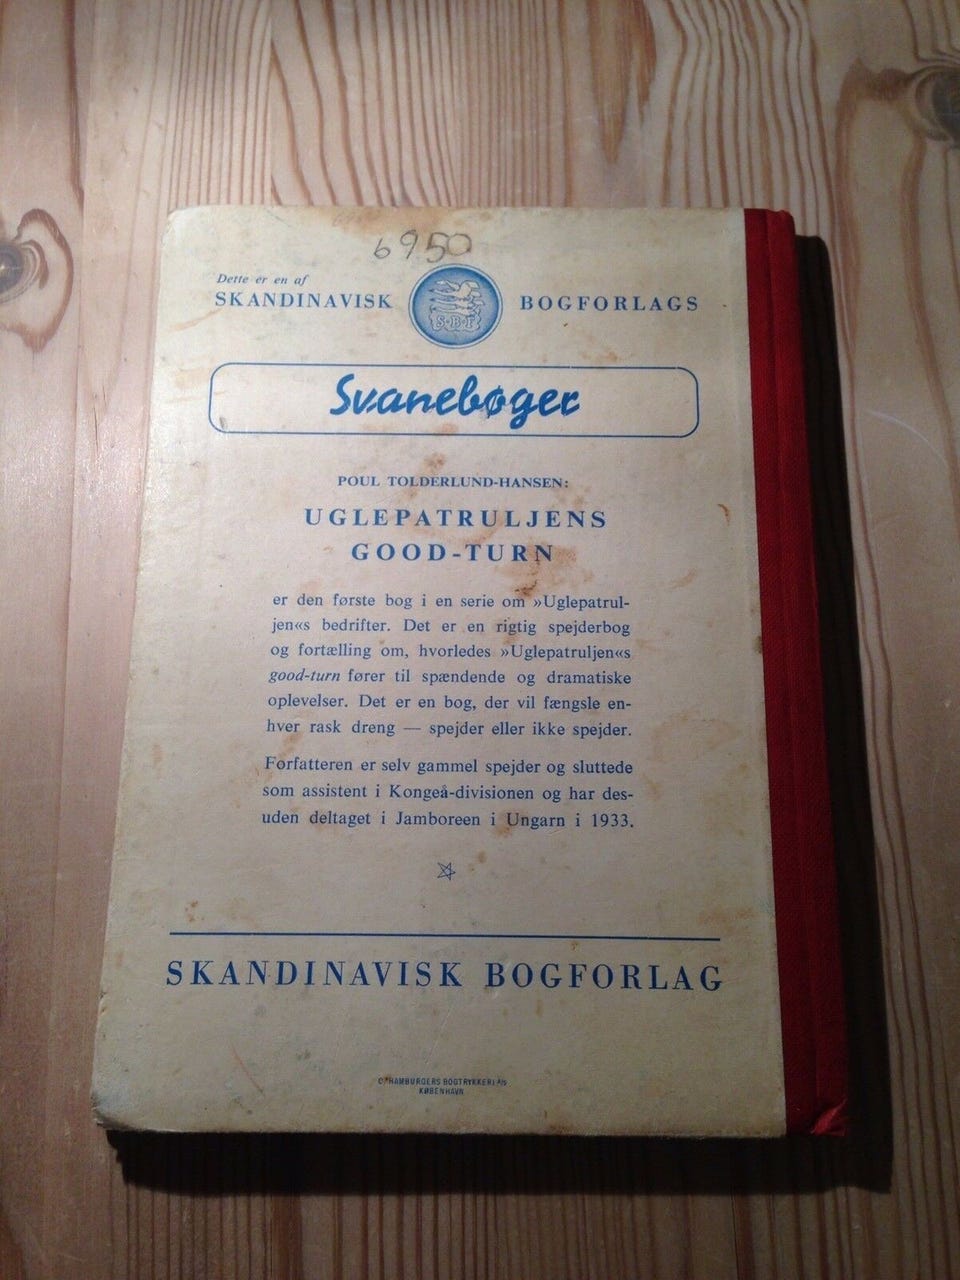 6950
Dette er en af
SKANDINAVISK S·B·F BOGFORLAGS
Svanebøger
POUL TOLDERLUND-HANSEN:
UGLEPATRULJENS
GOOD-TURN
er den første bog i en serie om »Uglepatrul-
jen«s bedrifter. Det er en rigtig spejderbog
og fortælling om, hvorledes »Uglepatruljen«s
good-turn fører til spændende og dramatiske
oplevelser. Det er en bog, der vil fængsle en-
hver rask dreng — spejder eller ikke spejder.
Forfatteren er selv gammel spejder og sluttede
som assistent i Kongeå-divisionen og har des-
uden deltaget i Jamboreen i Ungarn i 1933.
SKANDINAVISK BOGFORLAG
HAMBURGERS BOGTRYKKERI A/S
KØBENHAVN